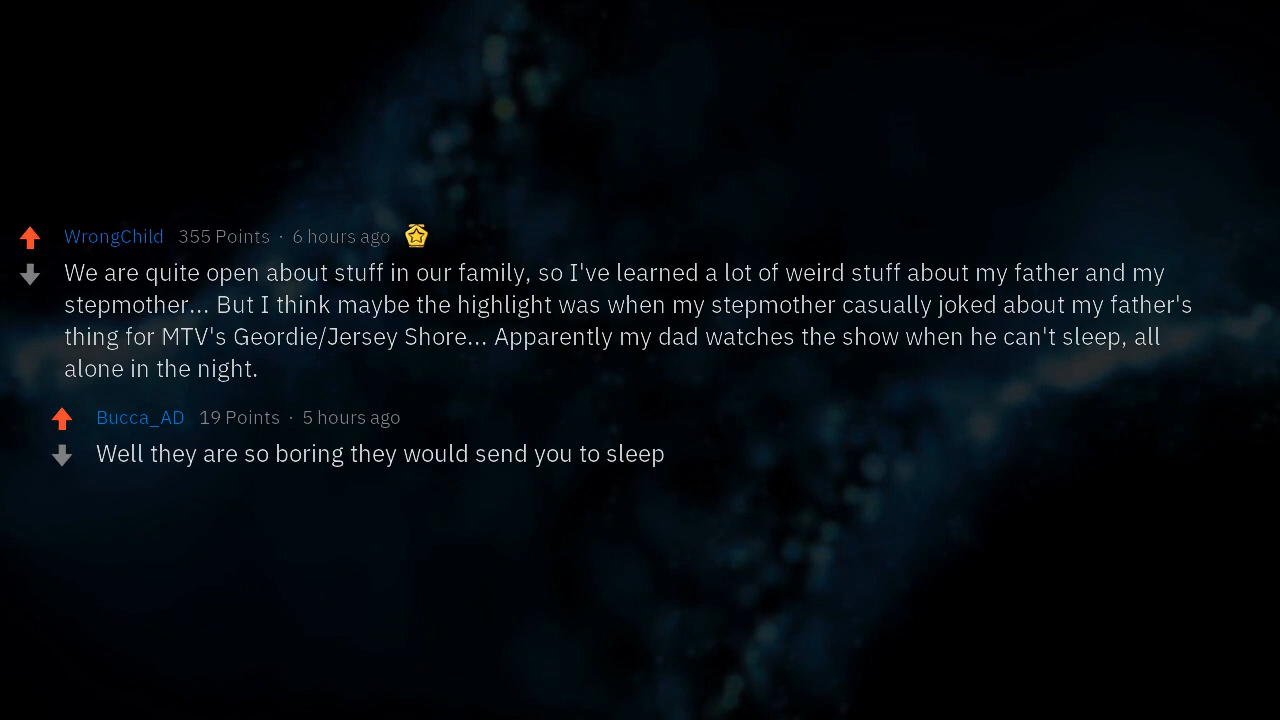 WrongChild 355 Points · 6 hours ago
We are quite open about stuff in our family, so I've learned a lot of weird stuff about my father and my
stepmother... But I think maybe the highlight was when my stepmother casually joked about my father's
thing for MTV's Geordie/Jersey Shore... Apparently my dad watches the show when he can't sleep, all
alone in the night.
Bucca_AD 19 Points · 5 hours ago
Well they are so boring they would send you to sleep